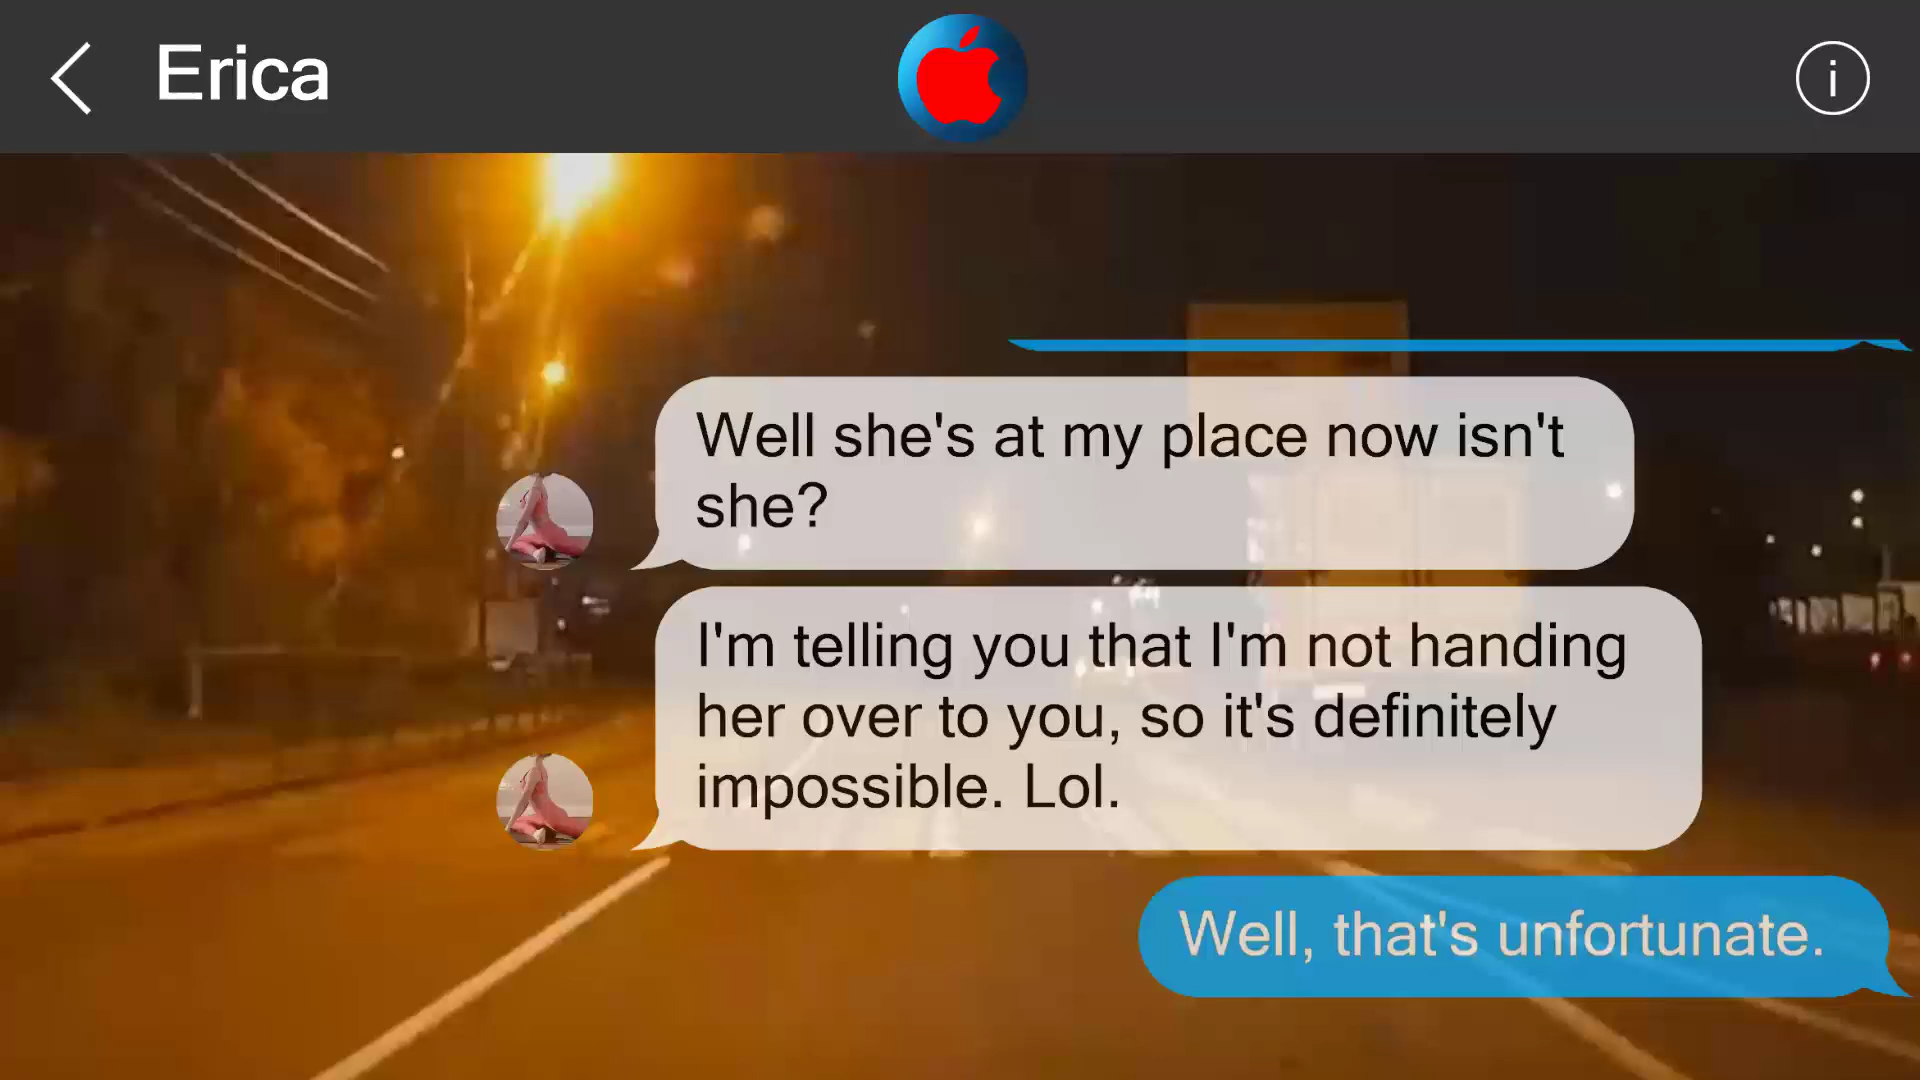 Erica
i
Well she's at my place now isn't
she?
I'm telling you that I'm not handing
her over to you, so it's definitely
impossible. Lol.
Well, that's unfortunate.